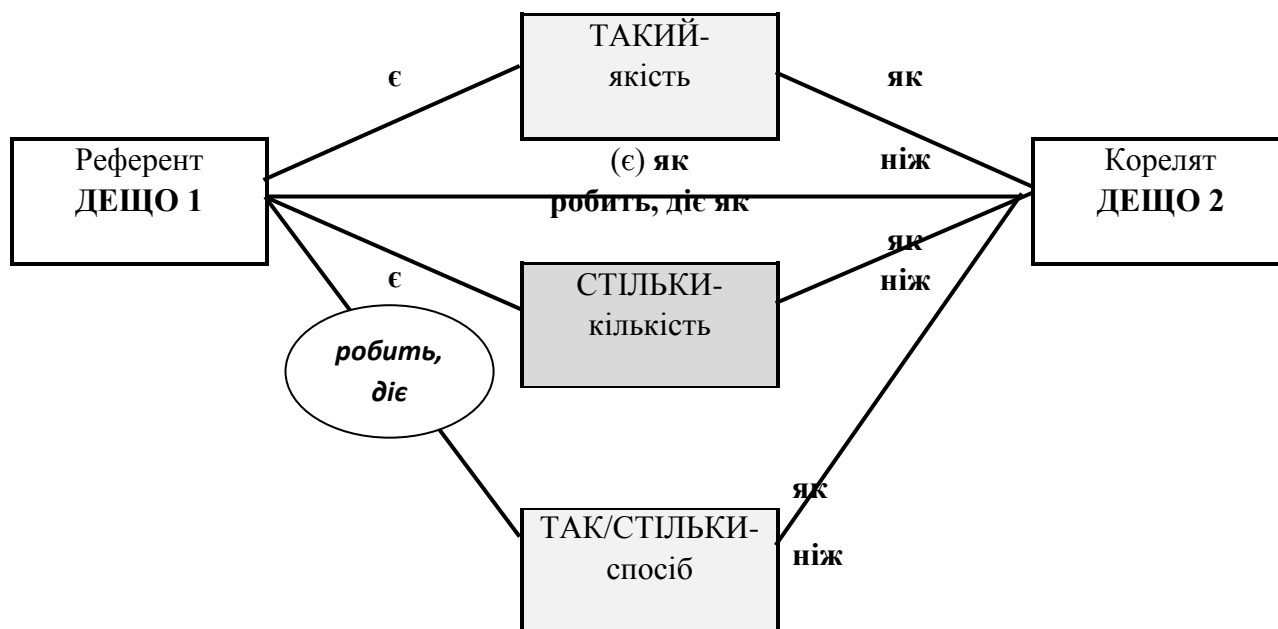 ТАКИЙ-
якість
є
як
Референт
ДЕЩО 1
(є) як
робить, діє як
ніж
Корелят
ДЕЩО 2
є
СТІЛЬКИ-
кількість
як
ніж
робить,
діє
ТАК/СТІЛЬКИ-
спосіб
як
ніж